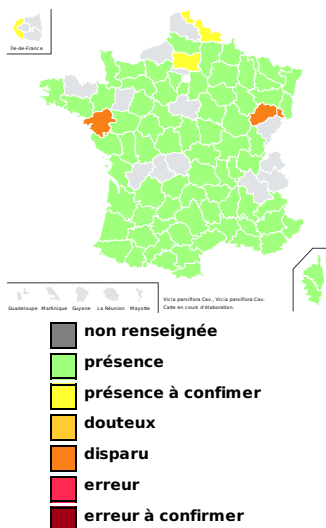 Île-de-France
Vicia parviflora Cav., Vicia parviflora Cav.
Carte en cours d'élaboration.
Guadeloupe Martinique Guyane La Réunion Mayotte
non renseignée
présence
présence à confimer
douteux
disparu
erreur
erreur à confirmer